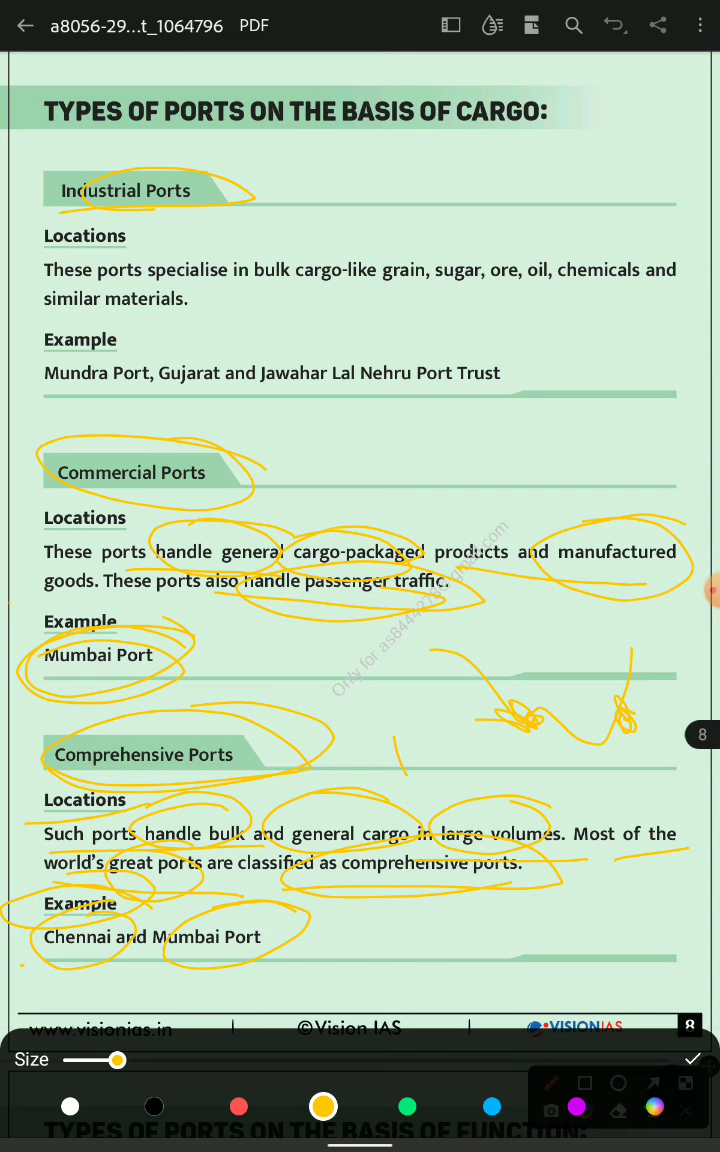 a8056-29...t_1064796 PDF
TYPES OF PORTS ON THE BASIS OF CARGO:
Industrial Ports
Locations
These ports specialise in bulk cargo-like grain, sugar, ore, oil, chemicals and
similar materials.
Example
Mundra Port, Gujarat and Jawahar Lal Nehru Port Trust
Commercial Ports
Locations
These ports handle general cargo-packaged products and manufactured
goods. These ports also handle passenger traffic.
Example
Mumbai Port
Comprehensive Ports
Locations
Such ports handle bulk and general cargo in large volumes. Most of the
world's great ports are classified as comprehensive ports.
Example
Chennai and Mumbai Port
8
www.visionias.in | ©Vision IAS | VISIONIAS 8
Size
TYPES OF PORTS ON THE BASIS OF FUNCTION: